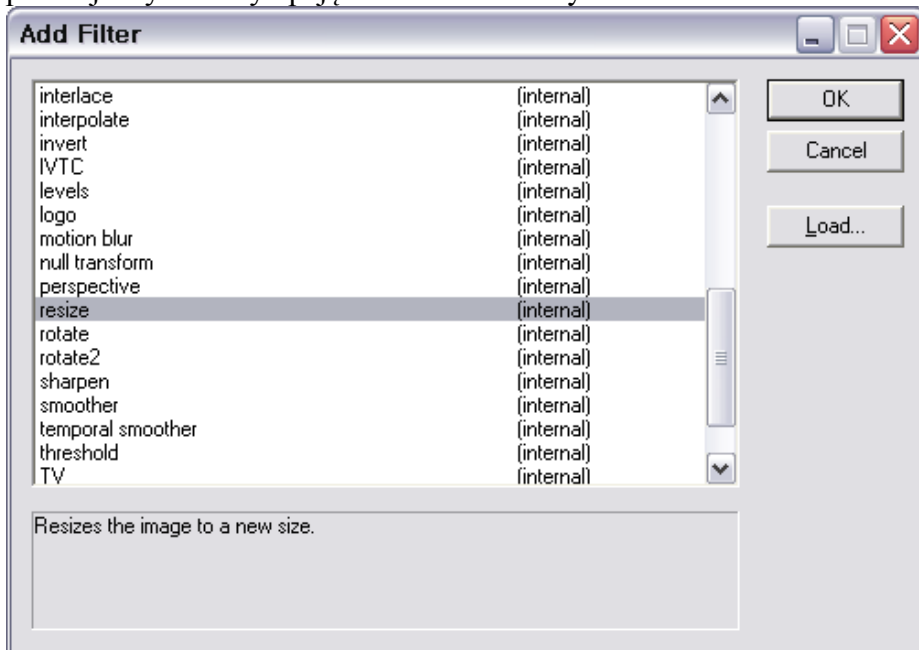 Add Filter
interlace (internal)
interpolate (internal)
invert (internal)
IVTC (internal)
levels (internal)
logo (internal)
motion blur (internal)
null transform (internal)
perspective (internal)
resize (internal)
rotate (internal)
rotate2 (internal)
sharpen (internal)
smoother (internal)
temporal smoother (internal)
threshold (internal)
TV (internal)
OK
Cancel
Load...
Resizes the image to a new size.